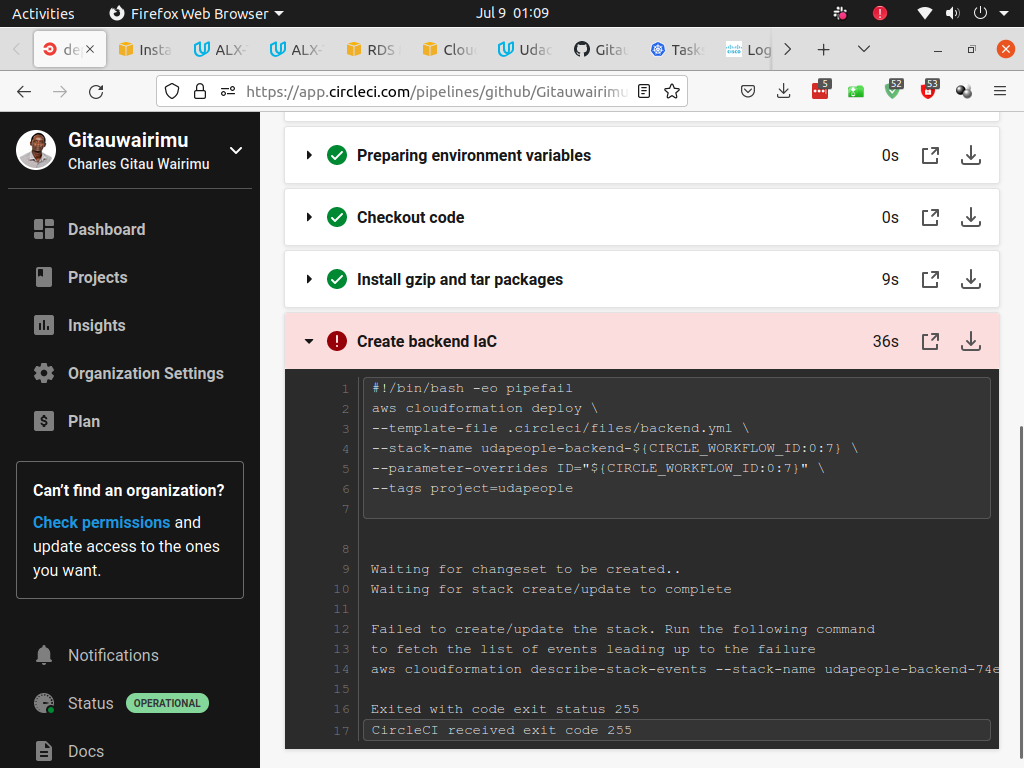 Activities
Firefox Web Browser
Jul 9 01:09
Insta
ALX-
ALX-
RDS
Clou
Udac
Gitau
Task
Log
https://app.circleci.com/pipelines/github/Gitauwairimu
5
52
53
Gitauwairimu
Charles Gitau Wairimu
Dashboard
Projects
Insights
Organization Settings
Plan
Can't find an organization?
Check permissions and
update access to the ones
you want.
Notifications
Status OPERATIONAL
Docs
Preparing environment variables 0s
Checkout code 0s
Install gzip and tar packages 9s
Create backend IaC 36s
1 #!/bin/bash -eo pipefail
2 aws cloudformation deploy \
3 --template-file .circleci/files/backend.yml \
4 --stack-name udapeople-backend-${CIRCLE_WORKFLOW_ID:0:7} \
5 --parameter-overrides ID="${CIRCLE_WORKFLOW_ID:0:7}" \
6 --tags project=udapeople
7
8
9 Waiting for changeset to be created..
10 Waiting for stack create/update to complete
11
12 Failed to create/update the stack. Run the following command
13 to fetch the list of events leading up to the failure
14 aws cloudformation describe-stack-events --stack-name udapeople-backend-74e
15
16 Exited with code exit status 255
17 CircleCI received exit code 255